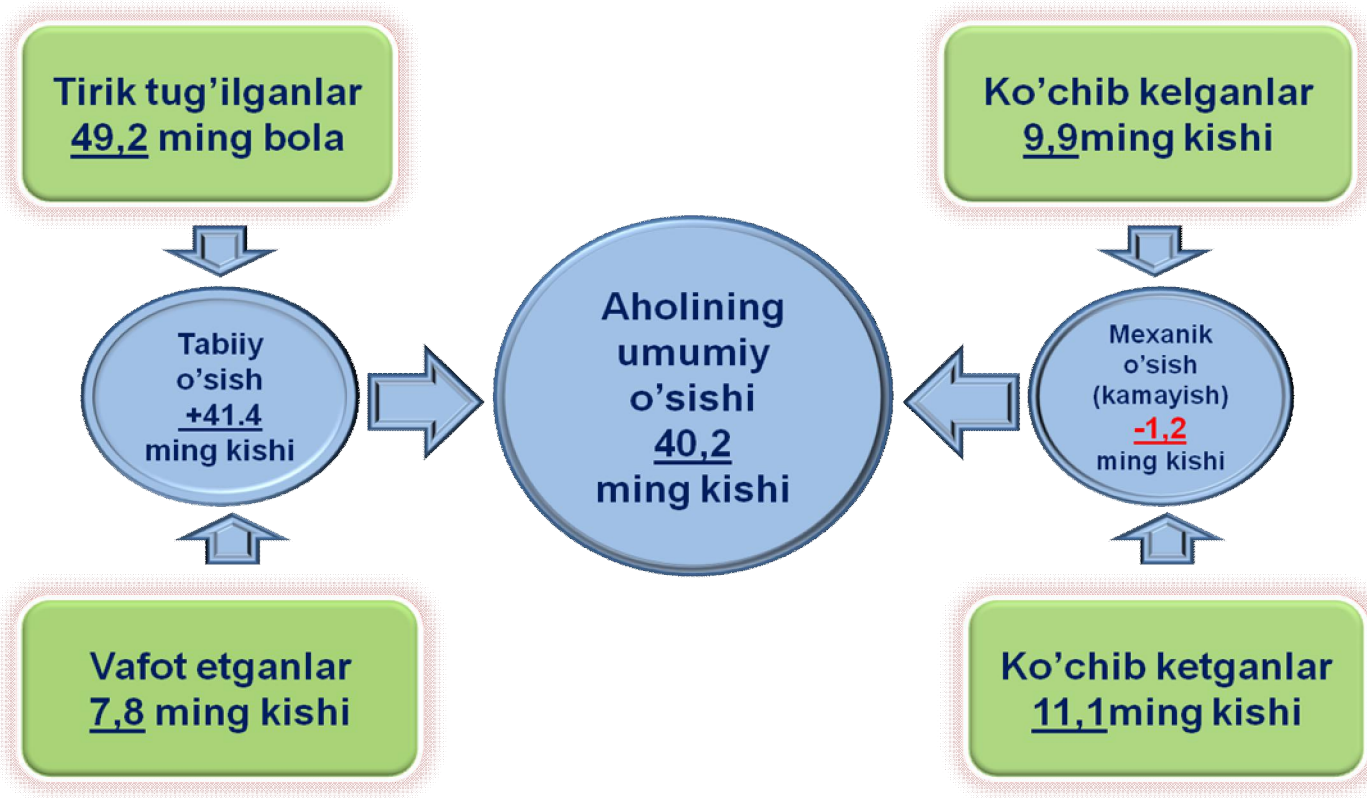 Tirik tug’ilganlar
49,2 ming bola
Ko’chib kelganlar
9,9ming kishi
Tabiiy
o’sish
+41.4
ming kishi
Aholining
umumiy
o’sishi
40,2
ming kishi
Mexanik
o’sish
(kamayish)
-1,2
ming kishi
Vafot etganlar
7,8 ming kishi
Ko’chib ketganlar
11,1ming kishi